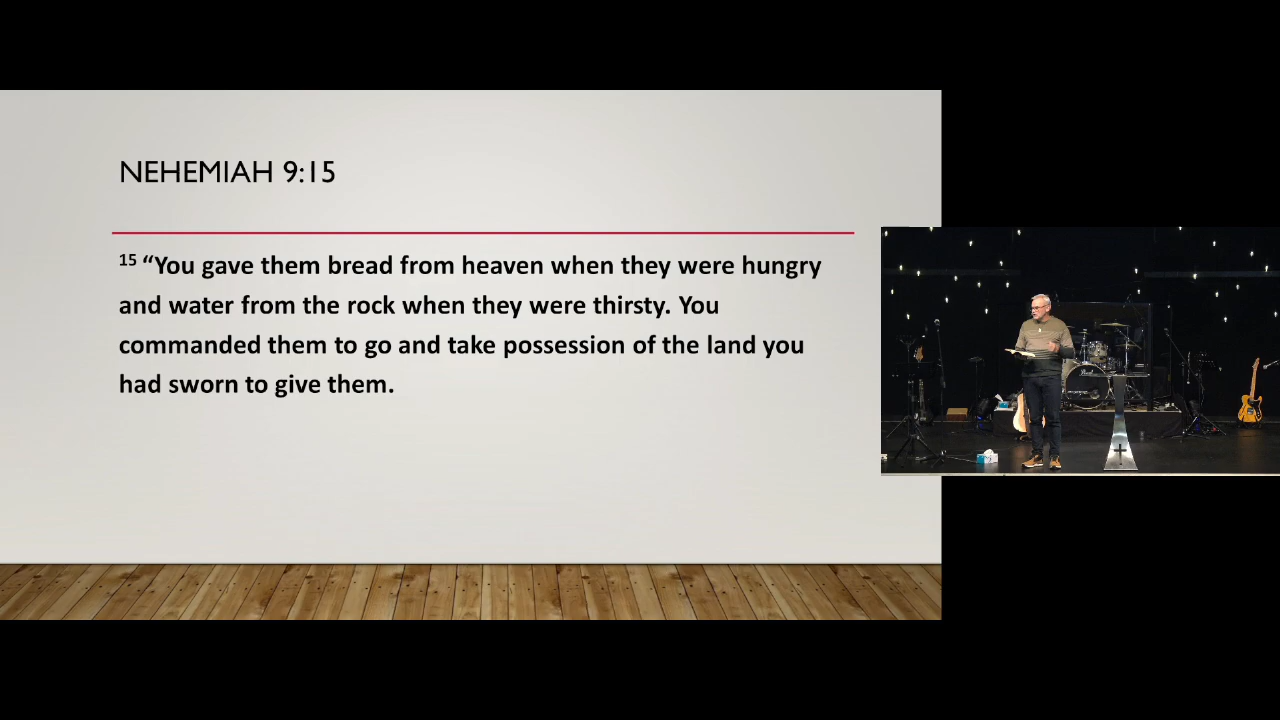 NEHEMIAH 9:15
15 “You gave them bread from heaven when they were hungry
and water from the rock when they were thirsty. You
commanded them to go and take possession of the land you
had sworn to give them.